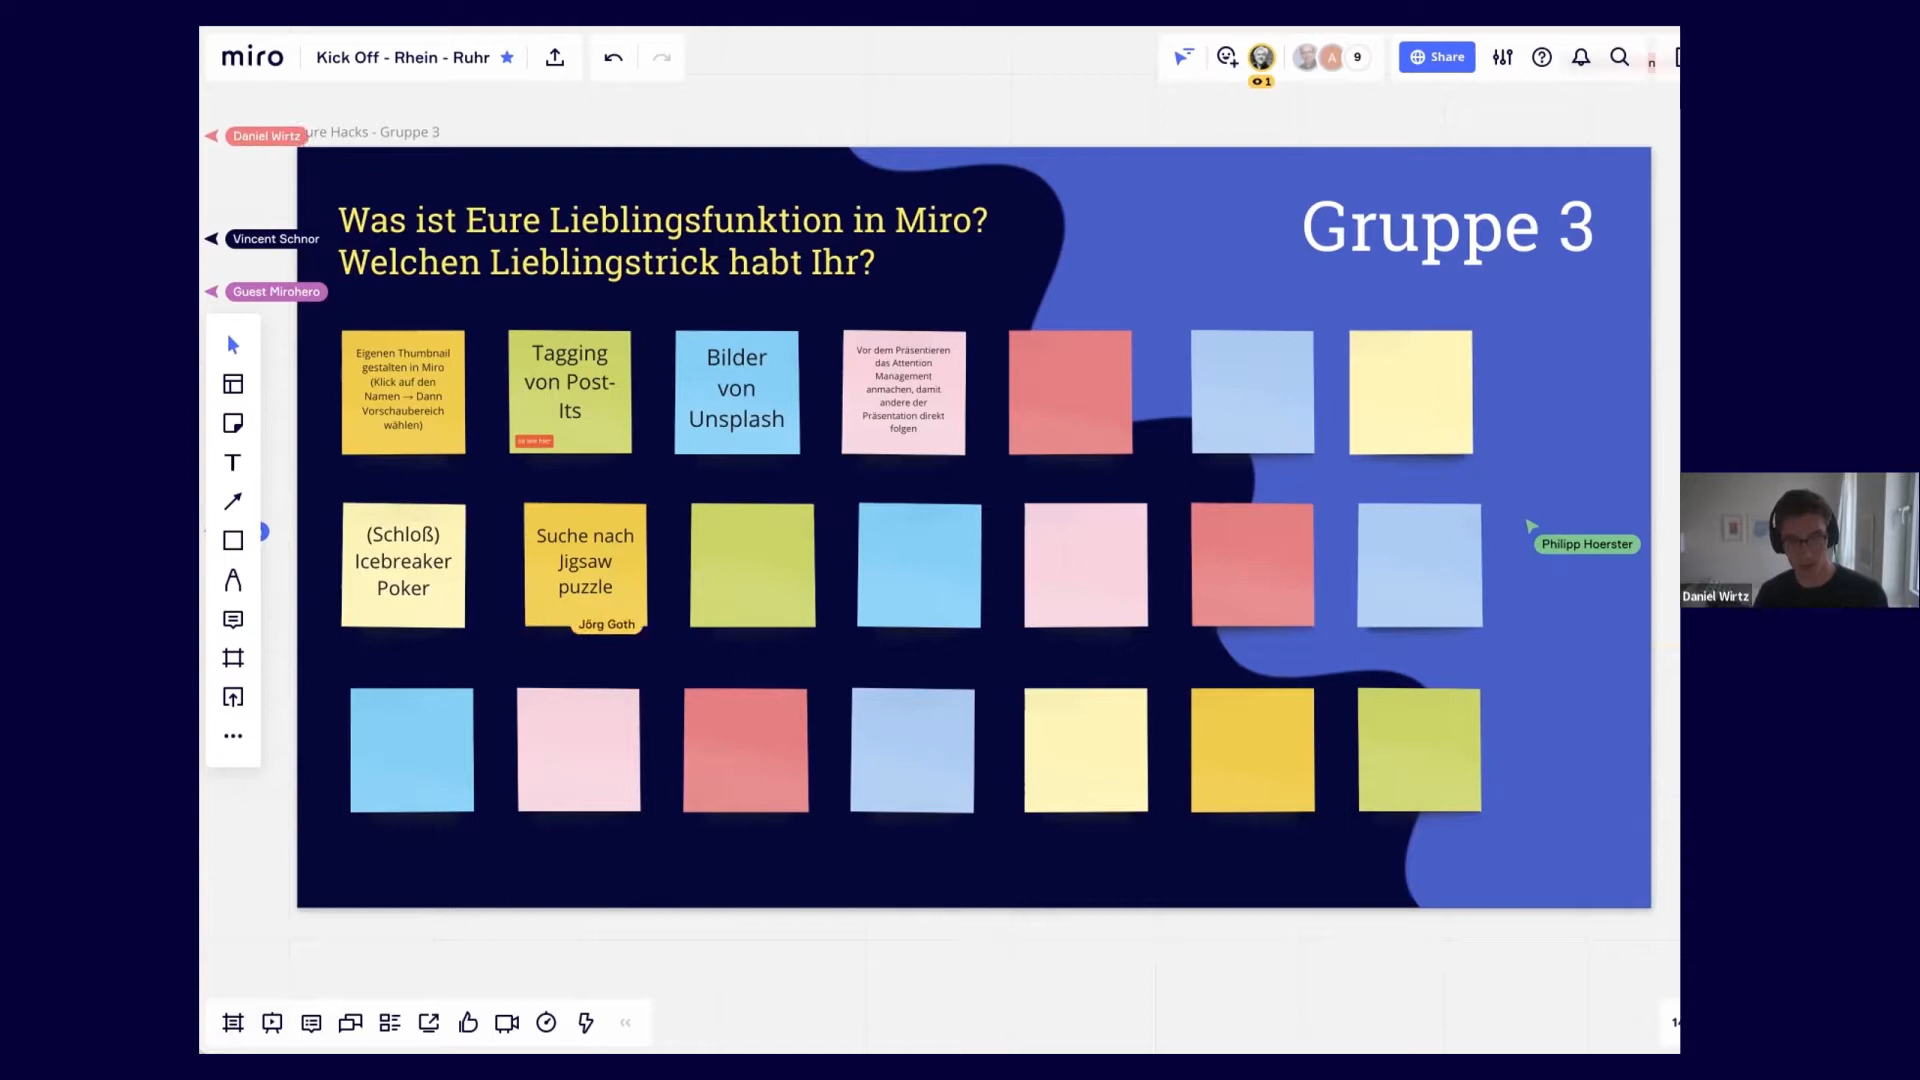 miro
Kick Off - Rhein - Ruhr
1
A
9
Share
n
Daniel Wirtz
ure Hacks - Gruppe 3
Vincent Schnor
Guest Mirohero
Was ist Eure Lieblingsfunktion in Miro?
Welchen Lieblingstrick habt Ihr?
Gruppe 3
Eigenen Thumbnail
gestalten in Miro
(Klick auf den
Namen → Dann
Vorschaubereich
wählen)
Tagging
von Post-
Its
Bilder
von
Unsplash
Vor dem Präsentieren
das Attention
Management
anmachen, damit
andere der
Präsentation direkt
folgen
(Schloß)
Icebreaker
Poker
Suche nach
Jigsaw
puzzle
Jörg Goth
Philipp Hoerster
Daniel Wirtz